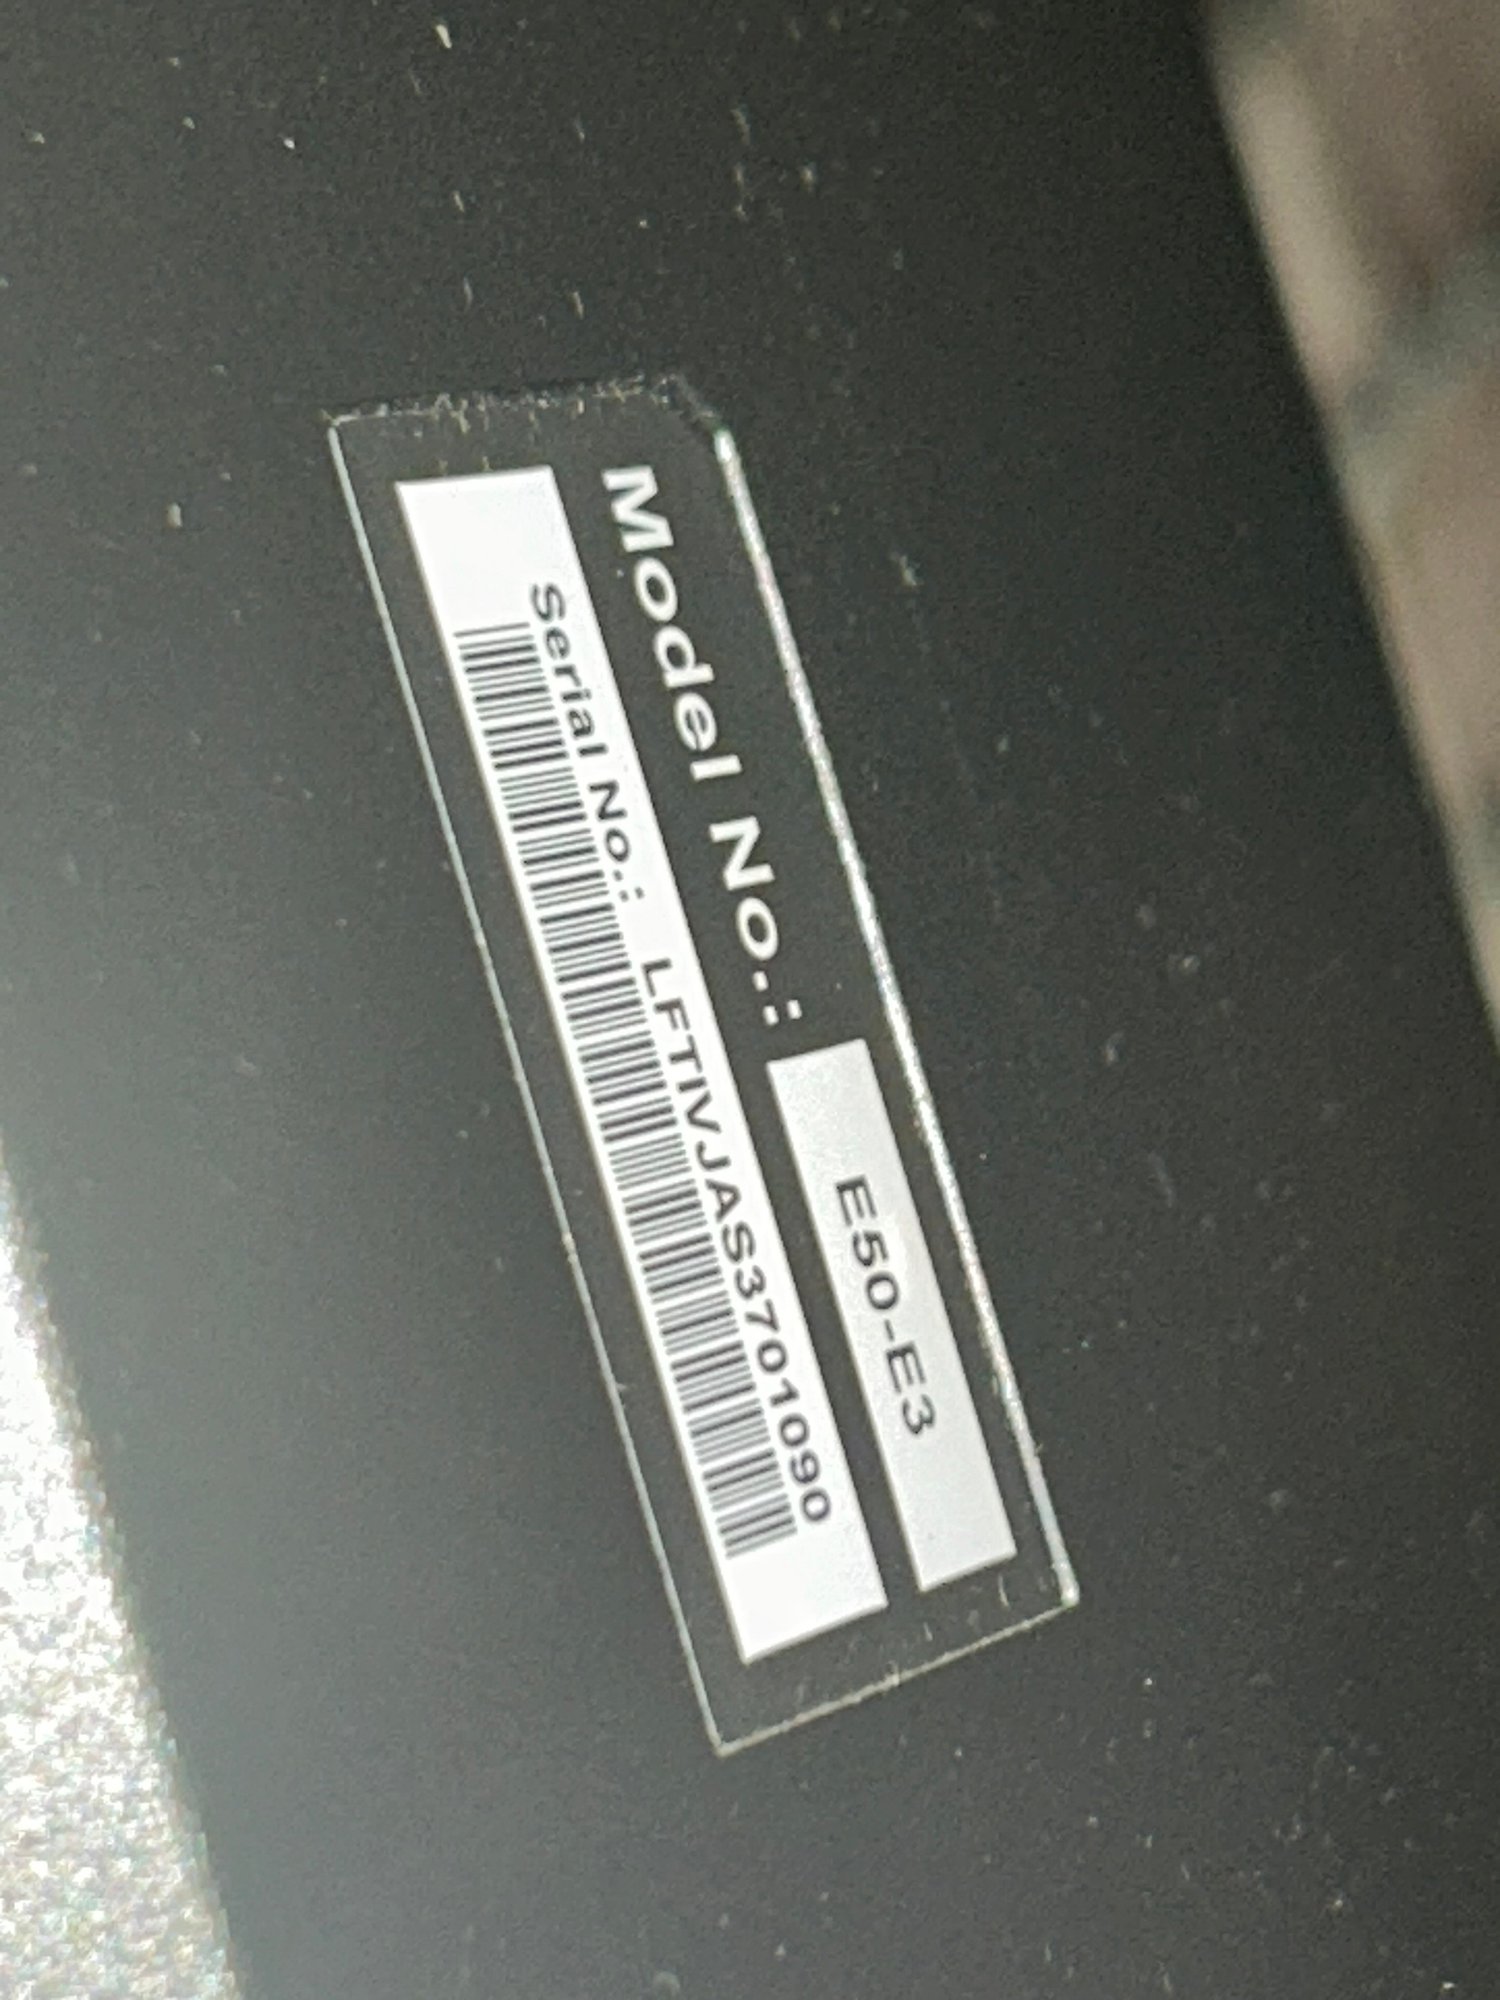 Model No.: E50-E3
Serial No.: LFTIVJAS3701090